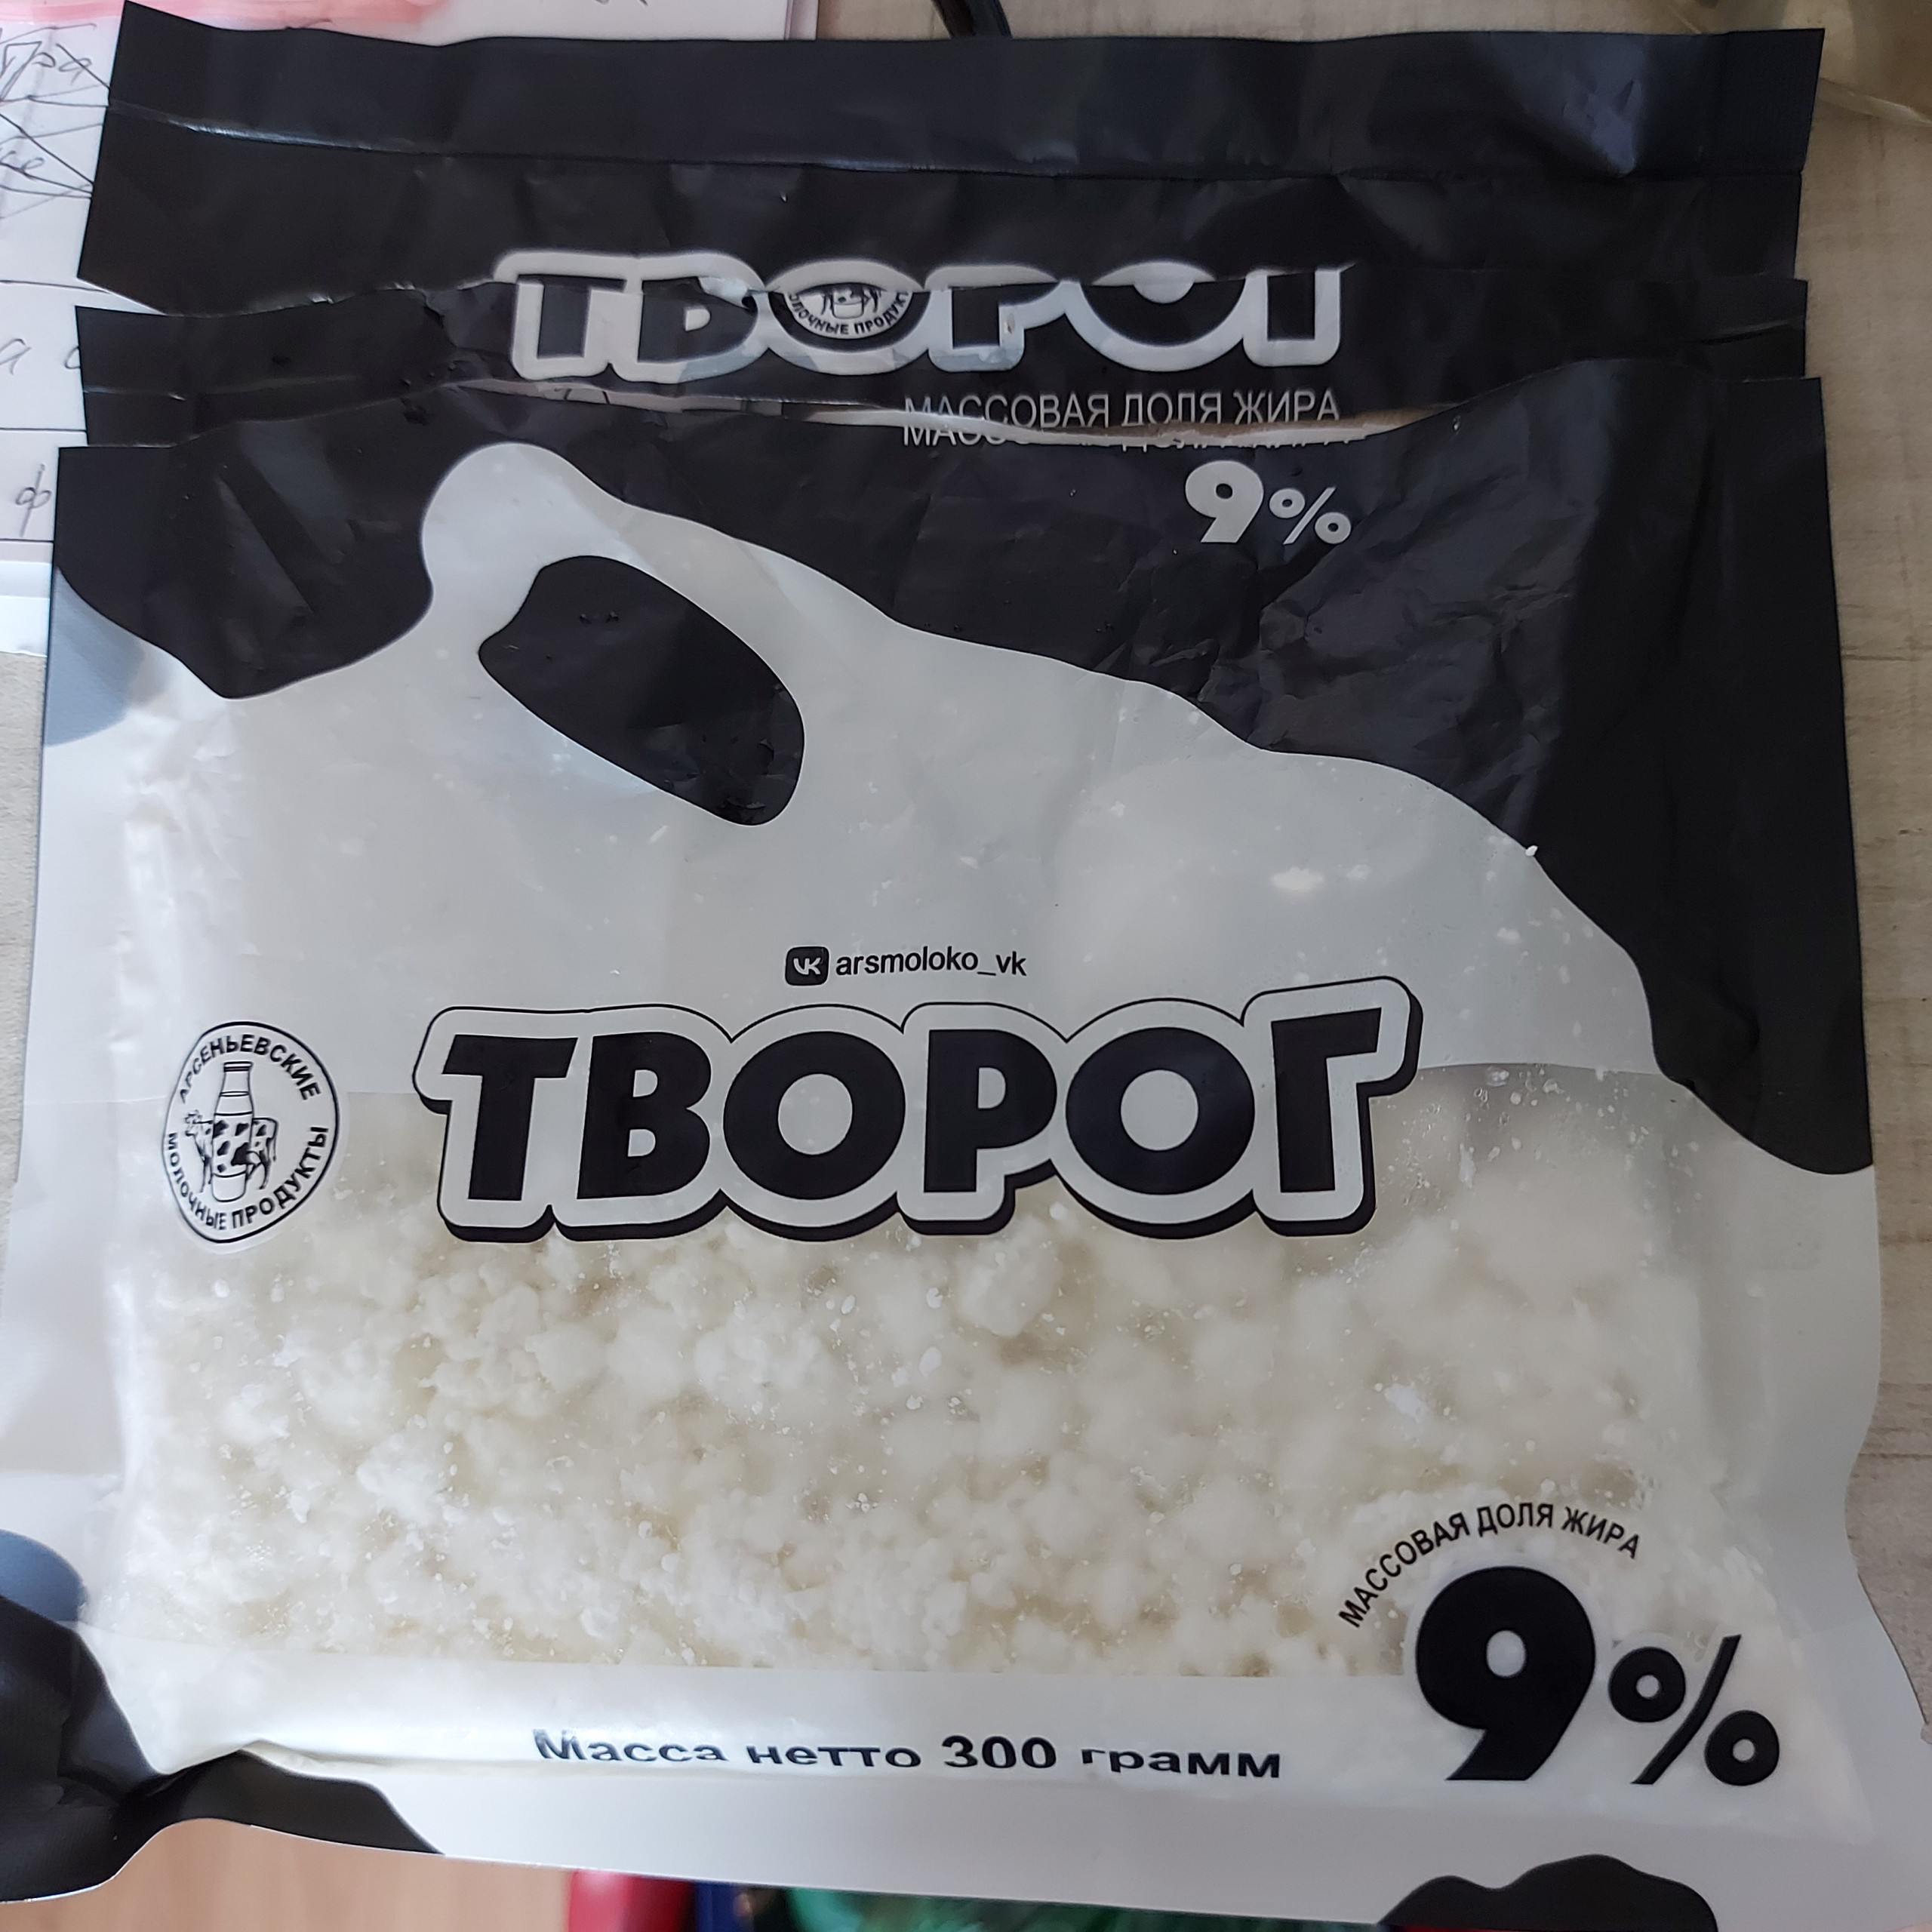 ТВОРОГ
МОЛОЧНЫЕ ПРОДУКТЫ
МАССОВАЯ ДОЛЯ ЖИРА
9%
arsmoloko_vk
ТВОРОГ
АРСЕНЬЕВСКИЕ
МОЛОЧНЫЕ ПРОДУКТЫ
МАССОВАЯ ДОЛЯ ЖИРА
9%
Масса нетто 300 грамм